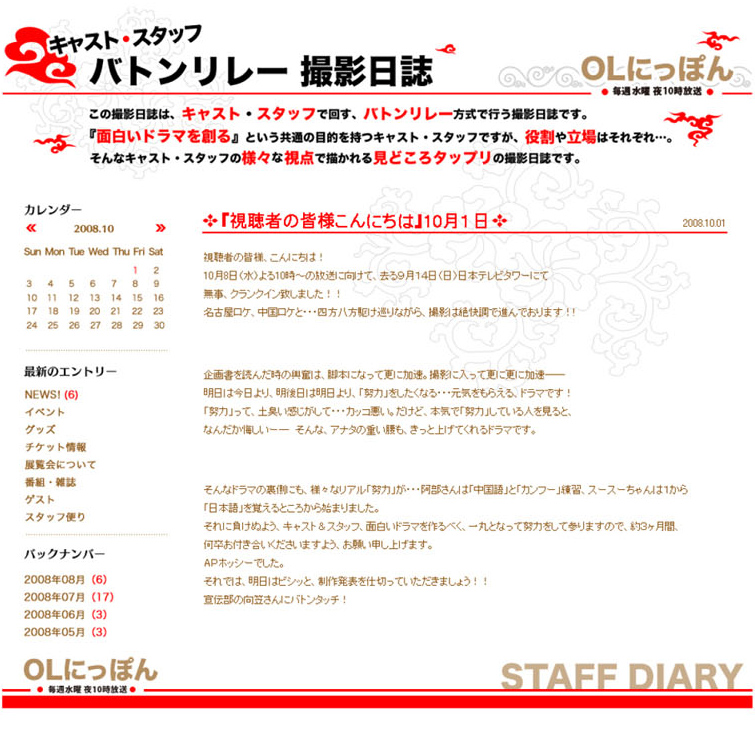 キャスト・スタッフ
バトンリレー 撮影日誌
OLにっぽん
● 毎週水曜 夜10時放送 ●
この撮影日誌は、キャスト・スタッフで回す、バトンリレー方式で行う撮影日誌です。
『面白いドラマを創る』という共通の目的を持つキャスト・スタッフですが、役割や立場はそれぞれ…。
そんなキャスト・スタッフの様々な視点で描かれる見どころタップリの撮影日誌です。
カレンダー
≪ 2008.10 ≫
Sun Mon Tue Wed Thu Fri Sat
1 2
3 4 5 6 7 8 9
10 11 12 13 14 15 16
17 18 19 20 21 22 23
24 25 26 27 28 29 30
最新のエントリー
NEWS! (6)
イベント
グッズ
チケット情報
展覧会について
番組・雑誌
ゲスト
スタッフ便り
バックナンバー
2008年08月 (6)
2008年07月 (17)
2008年06月 (3)
2008年05月 (3)
『視聴者の皆様こんにちは』10月1日
2008.10.01
視聴者の皆様、こんにちは！
10月8日（水）よる10時～の放送に向けて、去る9月14日（日）日本テレビタワーにて
無事、クランクイン致しました！！
名古屋ロケ、中国ロケと・・・四方八方駆け巡りながら、撮影は絶快調で進んでおります！！
企画書を読んだ時の興奮は、脚本になって更に加速。撮影に入って更に更に加速――
明日は今日より、明後日は明日より、「努力」をしたくなる・・・元気をもらえる、ドラマです！
「努力」って、土臭い感じがして・・・カッコ悪い。だけど、本気で「努力」している人を見ると、
なんだか悔しいー― そんな、アナタの重い腰も、きっと上げてくれるドラマです。
そんなドラマの裏側にも、様々なリアル「努力」が・・・阿部さんは「中国語」と「カンフー」練習、スースーちゃんは1から
「日本語」を覚えるところから始まりました。
それに負けぬよう、キャスト＆スタッフ、面白いドラマを作るべく、一丸となって努力をして参りますので、約3ヶ月間、
何卒お付き合いくださいますよう、お願い申し上げます。
APホッシーでした。
それでは、明日はビシッと、制作発表を仕切っていただきましょう！！
宣伝部の向笠さんにバトンタッチ！
OLにっぽん
● 毎週水曜 夜10時放送 ●
STAFF DIARY